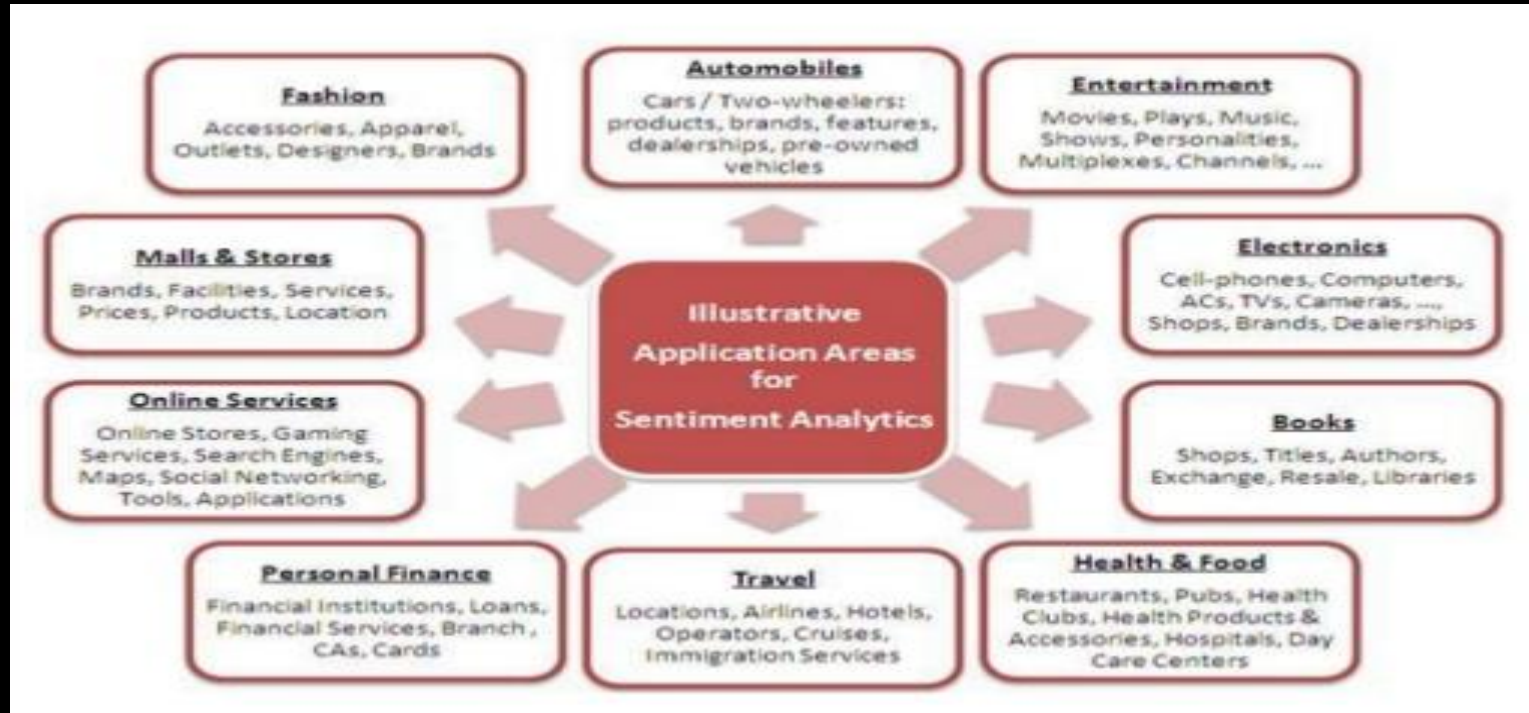 Fashion
Accessories, Apparel,
Outlets, Designers, Brands
Automobiles
Cars / Two-wheelers:
products, brands, features,
dealerships, pre-owned
vehicles
Entertainment
Movies, Plays, Music,
Shows, Personalities,
Multiplexes, Channels, ...
Malls & Stores
Brands, Facilities, Services,
Prices, Products, Location
Illustrative
Application Areas
for
Sentiment Analytics
Electronics
Cell-phones, Computers,
ACs, TVs, Cameras, ...,
Shops, Brands, Dealerships
Online Services
Online Stores, Gaming
Services, Search Engines,
Maps, Social Networking,
Tools, Applications
Books
Shops, Titles, Authors,
Exchange, Resale, Libraries
Personal Finance
Financial Institutions, Loans,
Financial Services, Branch ,
CAs, Cards
Travel
Locations, Airlines, Hotels,
Operators, Cruises,
Immigration Services
Health & Food
Restaurants, Pubs, Health
Clubs, Health Products &
Accessories, Hospitals, Day
Care Centers